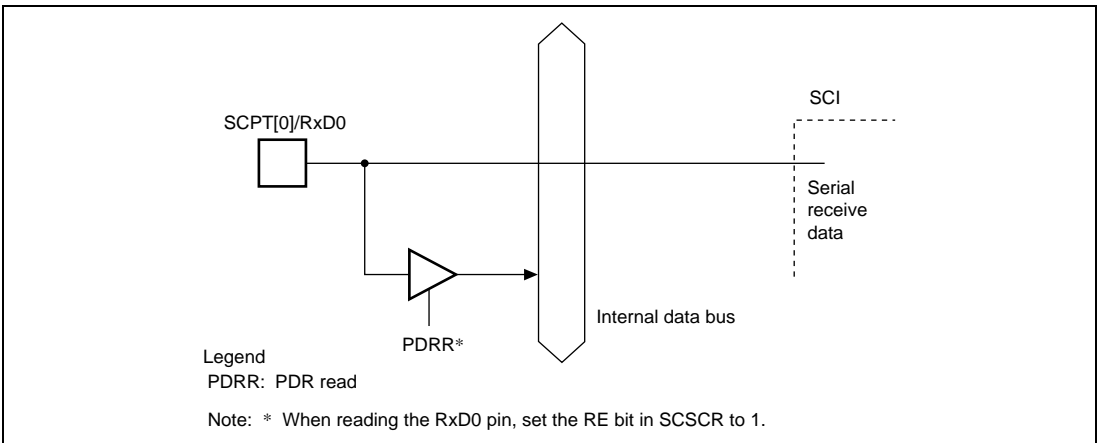 SCI
SCPT[0]/RxD0
Serial
receive
data
Internal data bus
PDRR*
Legend
PDRR: PDR read
Note: * When reading the RxD0 pin, set the RE bit in SCSCR to 1.